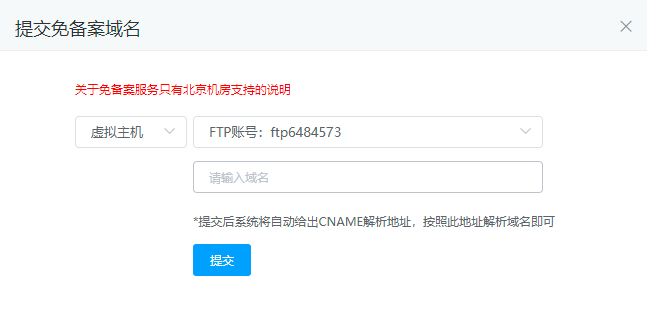 提交免备案域名
关于免备案服务只有北京机房支持的说明
虚拟主机
FTP账号：ftp6484573
请输入域名
*提交后系统将自动给出CNAME解析地址，按照此地址解析域名即可
提交